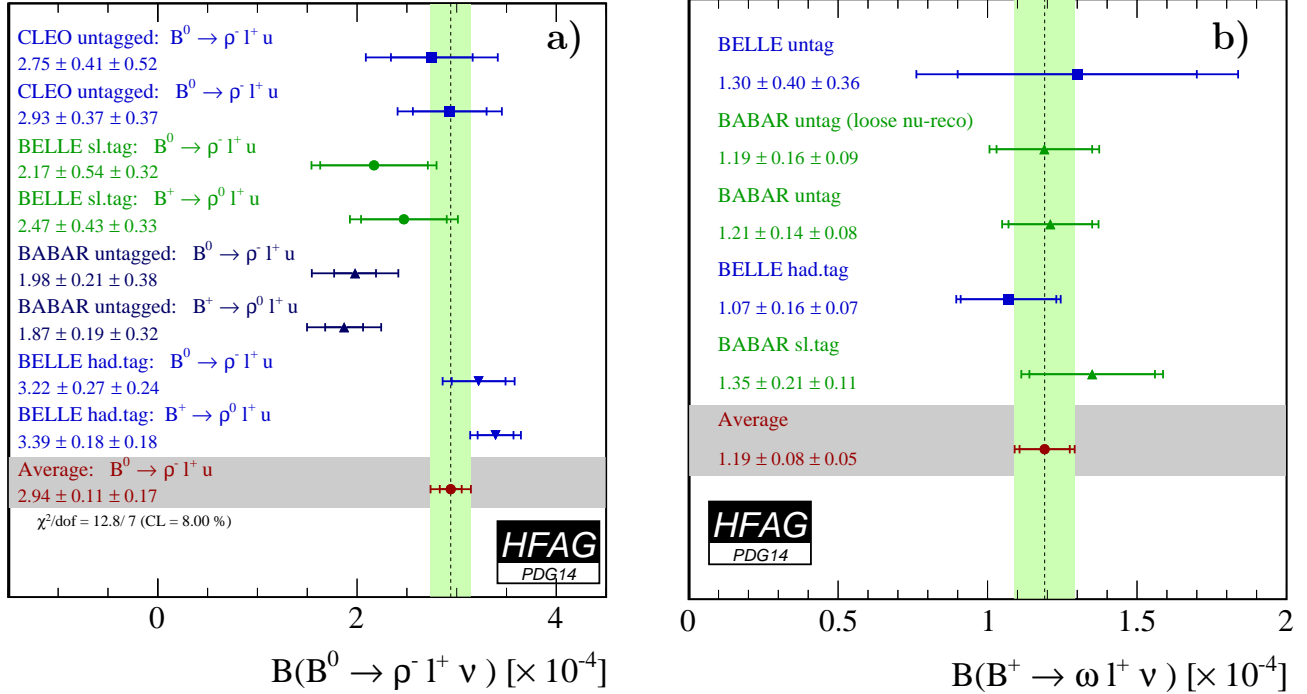 a)
CLEO untagged: B⁰ → ρ⁻ l⁺ υ
2.75 ± 0.41 ± 0.52
CLEO untagged: B⁰ → ρ⁻ l⁺ υ
2.93 ± 0.37 ± 0.37
BELLE sl.tag: B⁰ → ρ⁻ l⁺ υ
2.17 ± 0.54 ± 0.32
BELLE sl.tag: B⁺ → ρ⁰ l⁺ υ
2.47 ± 0.43 ± 0.33
BABAR untagged: B⁰ → ρ⁻ l⁺ υ
1.98 ± 0.21 ± 0.38
BABAR untagged: B⁺ → ρ⁰ l⁺ υ
1.87 ± 0.19 ± 0.32
BELLE had.tag: B⁰ → ρ⁻ l⁺ υ
3.22 ± 0.27 ± 0.24
BELLE had.tag: B⁺ → ρ⁰ l⁺ υ
3.39 ± 0.18 ± 0.18
Average: B⁰ → ρ⁻ l⁺ υ
2.94 ± 0.11 ± 0.17
χ²/dof = 12.8/ 7 (CL = 8.00 %)
HFAG
PDG14
0 2 4
B(B⁰ → ρ⁻ l⁺ ν ) [× 10⁻⁴]
b)
BELLE untag
1.30 ± 0.40 ± 0.36
BABAR untag (loose nu-reco)
1.19 ± 0.16 ± 0.09
BABAR untag
1.21 ± 0.14 ± 0.08
BELLE had.tag
1.07 ± 0.16 ± 0.07
BABAR sl.tag
1.35 ± 0.21 ± 0.11
Average
1.19 ± 0.08 ± 0.05
HFAG
PDG14
0 0.5 1 1.5 2
B(B⁺ → ω l⁺ ν ) [× 10⁻⁴]